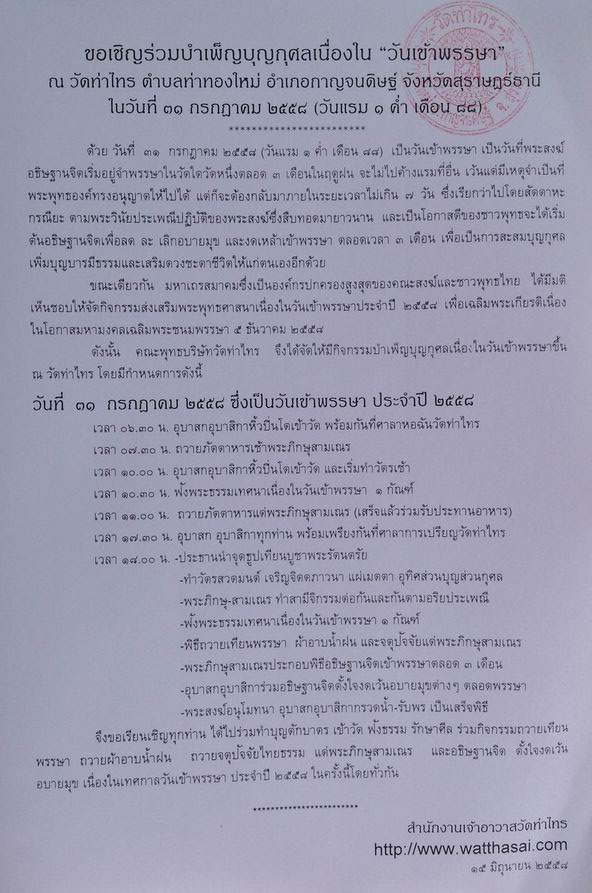 วัดท่าไทร
ขอเชิญร่วมบำเพ็ญบุญกุศลเนื่องใน “วันเข้าพรรษา”
ณ วัดท่าไทร ตำบลท่าทองใหม่ อำเภอกาญจนดิษฐ์ จังหวัดสุราษฎร์ธานี
ในวันที่ ๓๑ กรกฎาคม ๒๕๕๘ (วันแรม ๑ ค่ำ เดือน ๘๘)
*************************
ด้วย วันที่ ๓๑ กรกฎาคม ๒๕๕๘ (วันแรม ๑ ค่ำ เดือน ๘๘) เป็นวันเข้าพรรษา เป็นวันที่พระสงฆ์
อธิษฐานจิตเริ่มอยู่จำพรรษาในวัดใดวัดหนึ่งตลอด ๓ เดือนในฤดูฝน จะไม่ไปค้างแรมที่อื่น เว้นแต่มีเหตุจำเป็นที่
พระพุทธองค์ทรงอนุญาตให้ไปได้ แต่ก็จะต้องกลับมาภายในระยะเวลาไม่เกิน ๗ วัน ซึ่งเรียกว่าไปโดยสัตตาหะ
กรณียะ ตามพระวินัยประเพณีปฏิบัติของพระสงฆ์ซึ่งสืบทอดมายาวนาน และเป็นโอกาสดีของชาวพุทธจะได้เริ่ม
ต้นอธิษฐานจิตเพื่อลด ละ เลิกอบายมุข และงดเหล้าเข้าพรรษา ตลอดเวลา ๓ เดือน เพื่อเป็นการสะสมบุญกุศล
เพิ่มบุญบารมีธรรมและเสริมดวงชะตาชีวิตให้แก่ตนเองอีกด้วย
ขณะเดียวกัน มหาเถรสมาคมซึ่งเป็นองค์กรปกครองสูงสุดของคณะสงฆ์และชาวพุทธไทย ได้มีมติ
เห็นชอบให้จัดกิจกรรมส่งเสริมพระพุทธศาสนาเนื่องในวันเข้าพรรษาประจำปี ๒๕๕๘ เพื่อเฉลิมพระเกียรติเนื่อง
ในโอกาสมหามงคลเฉลิมพระชนมพรรษา ๕ ธันวาคม ๒๕๕๘
ดังนั้น คณะพุทธบริษัทวัดท่าไทร จึงได้จัดให้มีกิจกรรมบำเพ็ญบุญกุศลเนื่องในวันเข้าพรรษาขึ้น
ณ วัดท่าไทร โดยมีกำหนดการดังนี้
วันที่ ๓๑ กรกฎาคม ๒๕๕๘ ซึ่งเป็นวันเข้าพรรษา ประจำปี ๒๕๕๘
เวลา ๐๖.๓๐ น. อุบาสกอุบาสิกาหิ้วปิ่นโตเข้าวัด พร้อมกันที่ศาลาหอฉันวัดท่าไทร
เวลา ๐๗.๓๐ น. ถวายภัตตาหารเช้าพระภิกษุสามเณร
เวลา ๑๐.๐๐ น. อุบาสกอุบาสิกาหิ้วปิ่นโตเข้าวัด และเริ่มทำวัตรเช้า
เวลา ๑๐.๓๐ น. ฟังพระธรรมเทศนาเนื่องในวันเข้าพรรษา ๑ กัณฑ์
เวลา ๑๑.๐๐ น. ถวายภัตตาหารแด่พระภิกษุสามเณร (เสร็จแล้วร่วมรับประทานอาหาร)
เวลา ๑๗.๓๐ น. อุบาสก อุบาสิกาทุกท่าน พร้อมเพรียงกันที่ศาลาการเปรียญวัดท่าไทร
เวลา ๑๘.๐๐ น. -ประธานนำจุดธูปเทียนบูชาพระรัตนตรัย
-ทำวัตรสวดมนต์ เจริญจิตตภาวนา แผ่เมตตา อุทิศส่วนบุญส่วนกุศล
-พระภิกษุ-สามเณร ทำสามีจิกรรมต่อกันและกันตามอริยประเพณี
-ฟังพระธรรมเทศนาเนื่องในวันเข้าพรรษา ๑ กัณฑ์
-พิธีถวายเทียนพรรษา ผ้าอาบน้ำฝน และจตุปัจจัยแด่พระภิกษุสามเณร
-พระภิกษุสามเณรประกอบพิธีอธิษฐานจิตเข้าพรรษาตลอด ๓ เดือน
-อุบาสกอุบาสิการ่วมอธิษฐานจิตตั้งใจงดเว้นอบายมุขต่างๆ ตลอดพรรษา
-พระสงฆ์อนุโมทนา อุบาสกอุบาสิกากรวดน้ำ-รับพร เป็นเสร็จพิธี
จึงขอเรียนเชิญทุกท่าน ได้ไปร่วมทำบุญตักบาตร เข้าวัด ฟังธรรม รักษาศีล ร่วมกิจกรรมถวายเทียน
พรรษา ถวายผ้าอาบน้ำฝน ถวายจตุปัจจัยไทยธรรม แด่พระภิกษุสามเณร และอธิษฐานจิต ตั้งใจงดเว้น
อบายมุข เนื่องในเทศกาลวันเข้าพรรษา ประจำปี ๒๕๕๘ ในครั้งนี้โดยทั่วกัน
***********************
สำนักงานเจ้าอาวาสวัดท่าไทร
http://www.watthasai.com
๑๕ มิถุนายน ๒๕๕๘